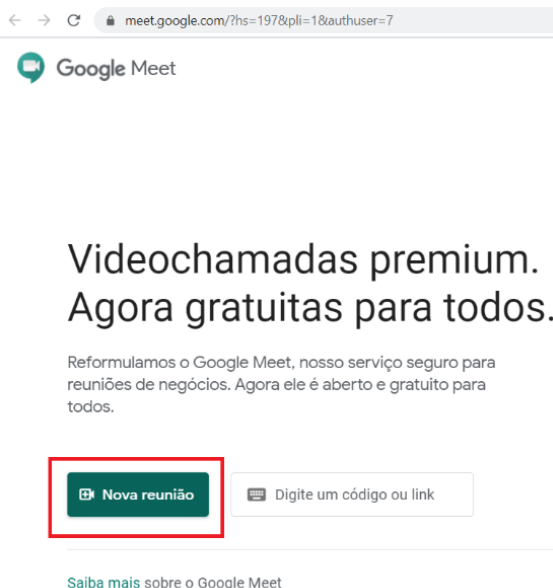 meet.google.com/?hs=197&pli=1&authuser=7
Google Meet
Videochamadas premium.
Agora gratuitas para todos.
Reformulamos o Google Meet, nosso serviço seguro para
reuniões de negócios. Agora ele é aberto e gratuito para
todos.
Nova reunião
Digite um código ou link
Saiba mais sobre o Google Meet